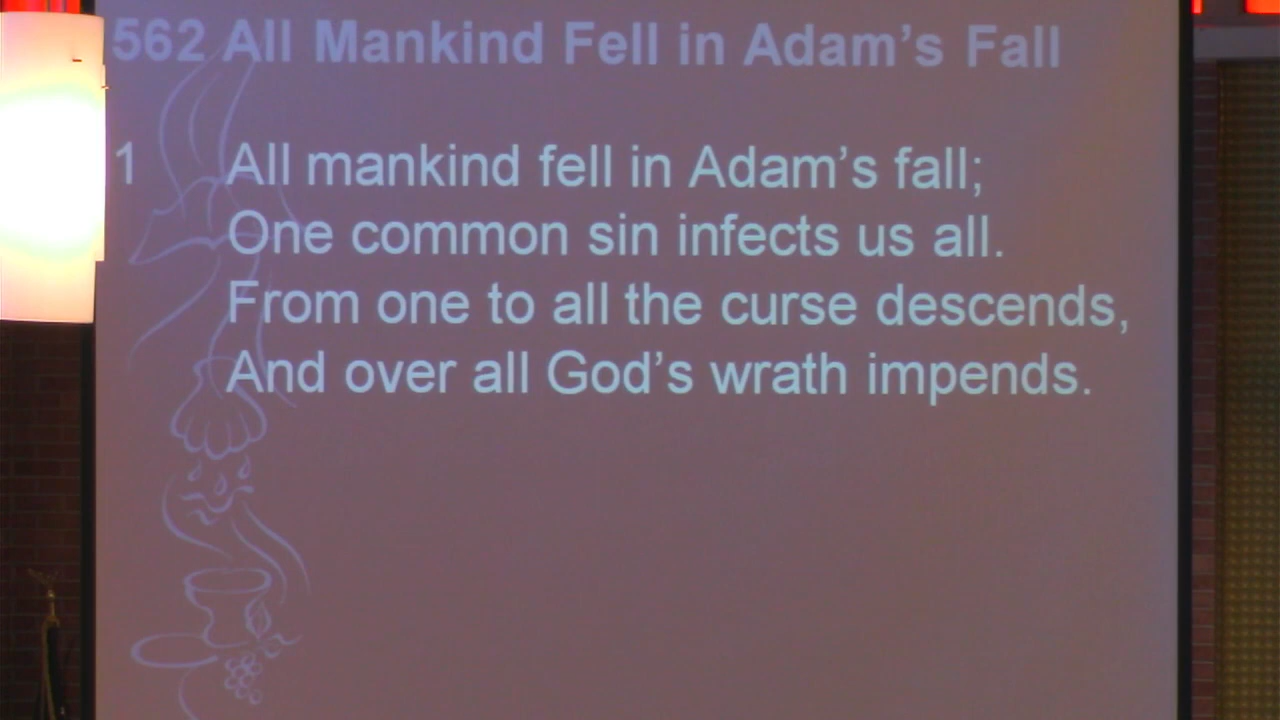 562 All Mankind Fell in Adam’s Fall
1 All mankind fell in Adam’s fall;
One common sin infects us all.
From one to all the curse descends,
And over all God’s wrath impends.